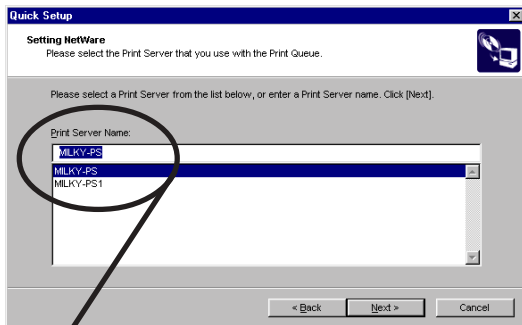 Quick Setup
Setting NetWare
Please select the Print Server that you use with the Print Queue.
Please select a Print Server from the list below, or enter a Print Server name. Click [Next].
Print Server Name:
MILKY-PS
MILKY-PS
MILKY-PS1
< Back
Next >
Cancel